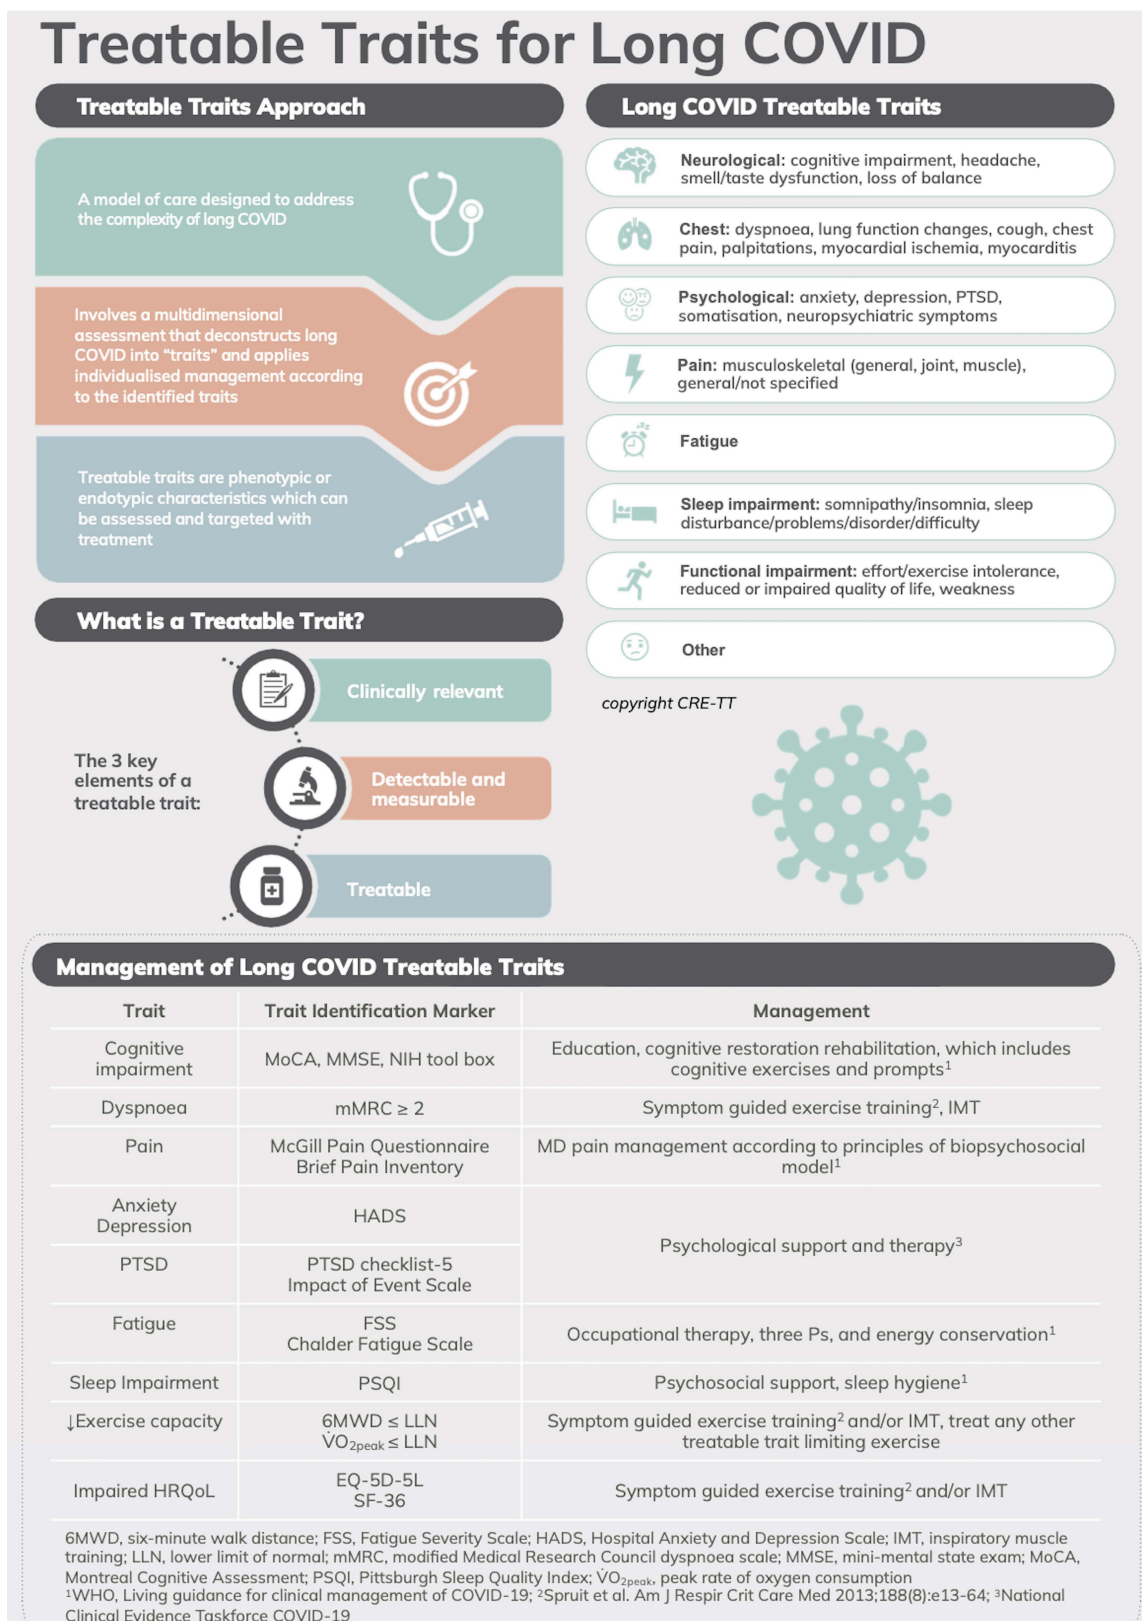 Treatable Traits for Long COVID
Treatable Traits Approach
A model of care designed to address
the complexity of long COVID
Involves a multidimensional
assessment that deconstructs long
COVID into “traits” and applies
individualised management according
to the identified traits
Treatable traits are phenotypic or
endotypic characteristics which can
be assessed and targeted with
treatment
What is a Treatable Trait?
The 3 key
elements of a
treatable trait:
Clinically relevant
Detectable and
measurable
Treatable
Long COVID Treatable Traits
Neurological: cognitive impairment, headache,
smell/taste dysfunction, loss of balance
Chest: dyspnoea, lung function changes, cough, chest
pain, palpitations, myocardial ischemia, myocarditis
Psychological: anxiety, depression, PTSD,
somatisation, neuropsychiatric symptoms
Pain: musculoskeletal (general, joint, muscle),
general/not specified
Fatigue
Sleep impairment: somnipathy/insomnia, sleep
disturbance/problems/disorder/difficulty
Functional impairment: effort/exercise intolerance,
reduced or impaired quality of life, weakness
Other
copyright CRE-TT
Management of Long COVID Treatable Traits
Trait Trait Identification Marker Management
Cognitive
impairment
MoCA, MMSE, NIH tool box
Education, cognitive restoration rehabilitation, which includes
cognitive exercises and prompts¹
Dyspnoea mMRC ≥ 2 Symptom guided exercise training², IMT
Pain
McGill Pain Questionnaire
Brief Pain Inventory
MD pain management according to principles of biopsychosocial
model¹
Anxiety
Depression
HADS
Psychological support and therapy³
PTSD
PTSD checklist-5
Impact of Event Scale
Fatigue
FSS
Chalder Fatigue Scale
Occupational therapy, three Ps, and energy conservation¹
Sleep Impairment PSQI Psychosocial support, sleep hygiene¹
↓Exercise capacity
6MWD ≤ LLN
V̇O₂peak ≤ LLN
Symptom guided exercise training² and/or IMT, treat any other
treatable trait limiting exercise
Impaired HRQoL
EQ-5D-5L
SF-36
Symptom guided exercise training² and/or IMT
6MWD, six-minute walk distance; FSS, Fatigue Severity Scale; HADS, Hospital Anxiety and Depression Scale; IMT, inspiratory muscle
training; LLN, lower limit of normal; mMRC, modified Medical Research Council dyspnoea scale; MMSE, mini-mental state exam; MoCA,
Montreal Cognitive Assessment; PSQI, Pittsburgh Sleep Quality Index; V̇O₂peak, peak rate of oxygen consumption
¹WHO, Living guidance for clinical management of COVID-19; ²Spruit et al. Am J Respir Crit Care Med 2013;188(8):e13-64; ³National
Clinical Evidence Taskforce COVID-19